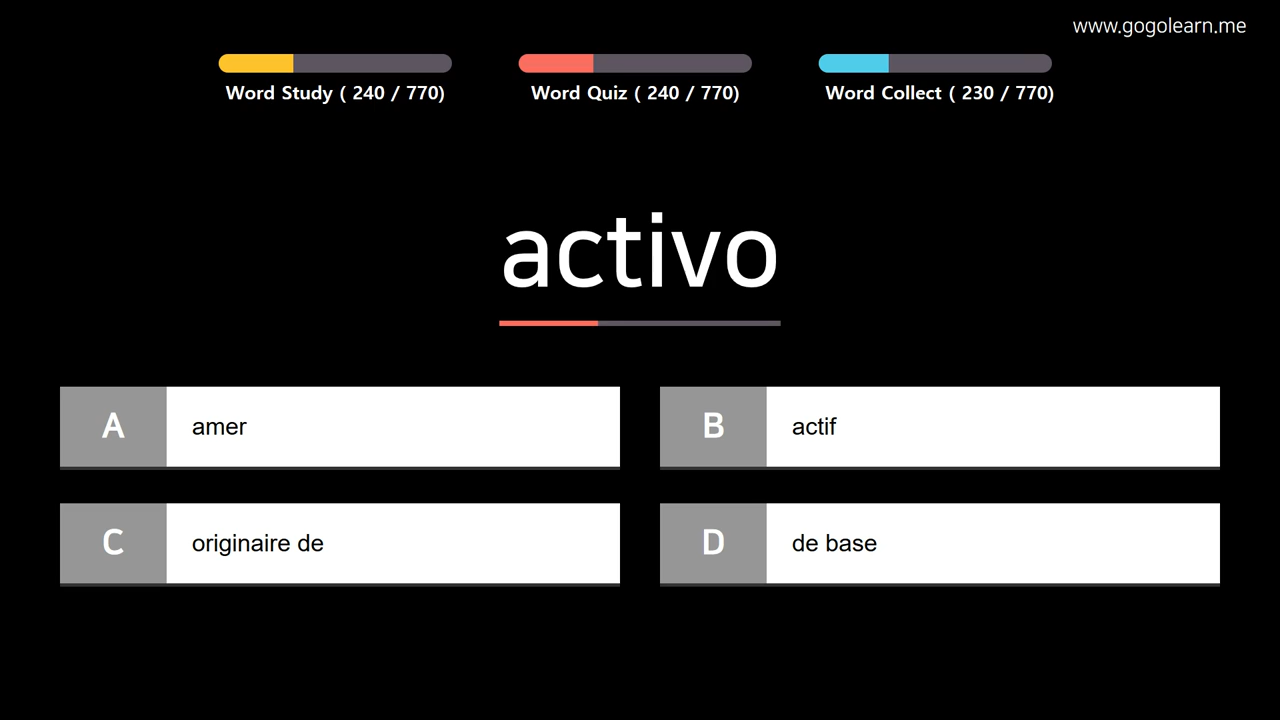 www.gogolearn.me
Word Study ( 240 / 770)
Word Quiz ( 240 / 770)
Word Collect ( 230 / 770)
activo
A
amer
B
actif
C
originaire de
D
de base